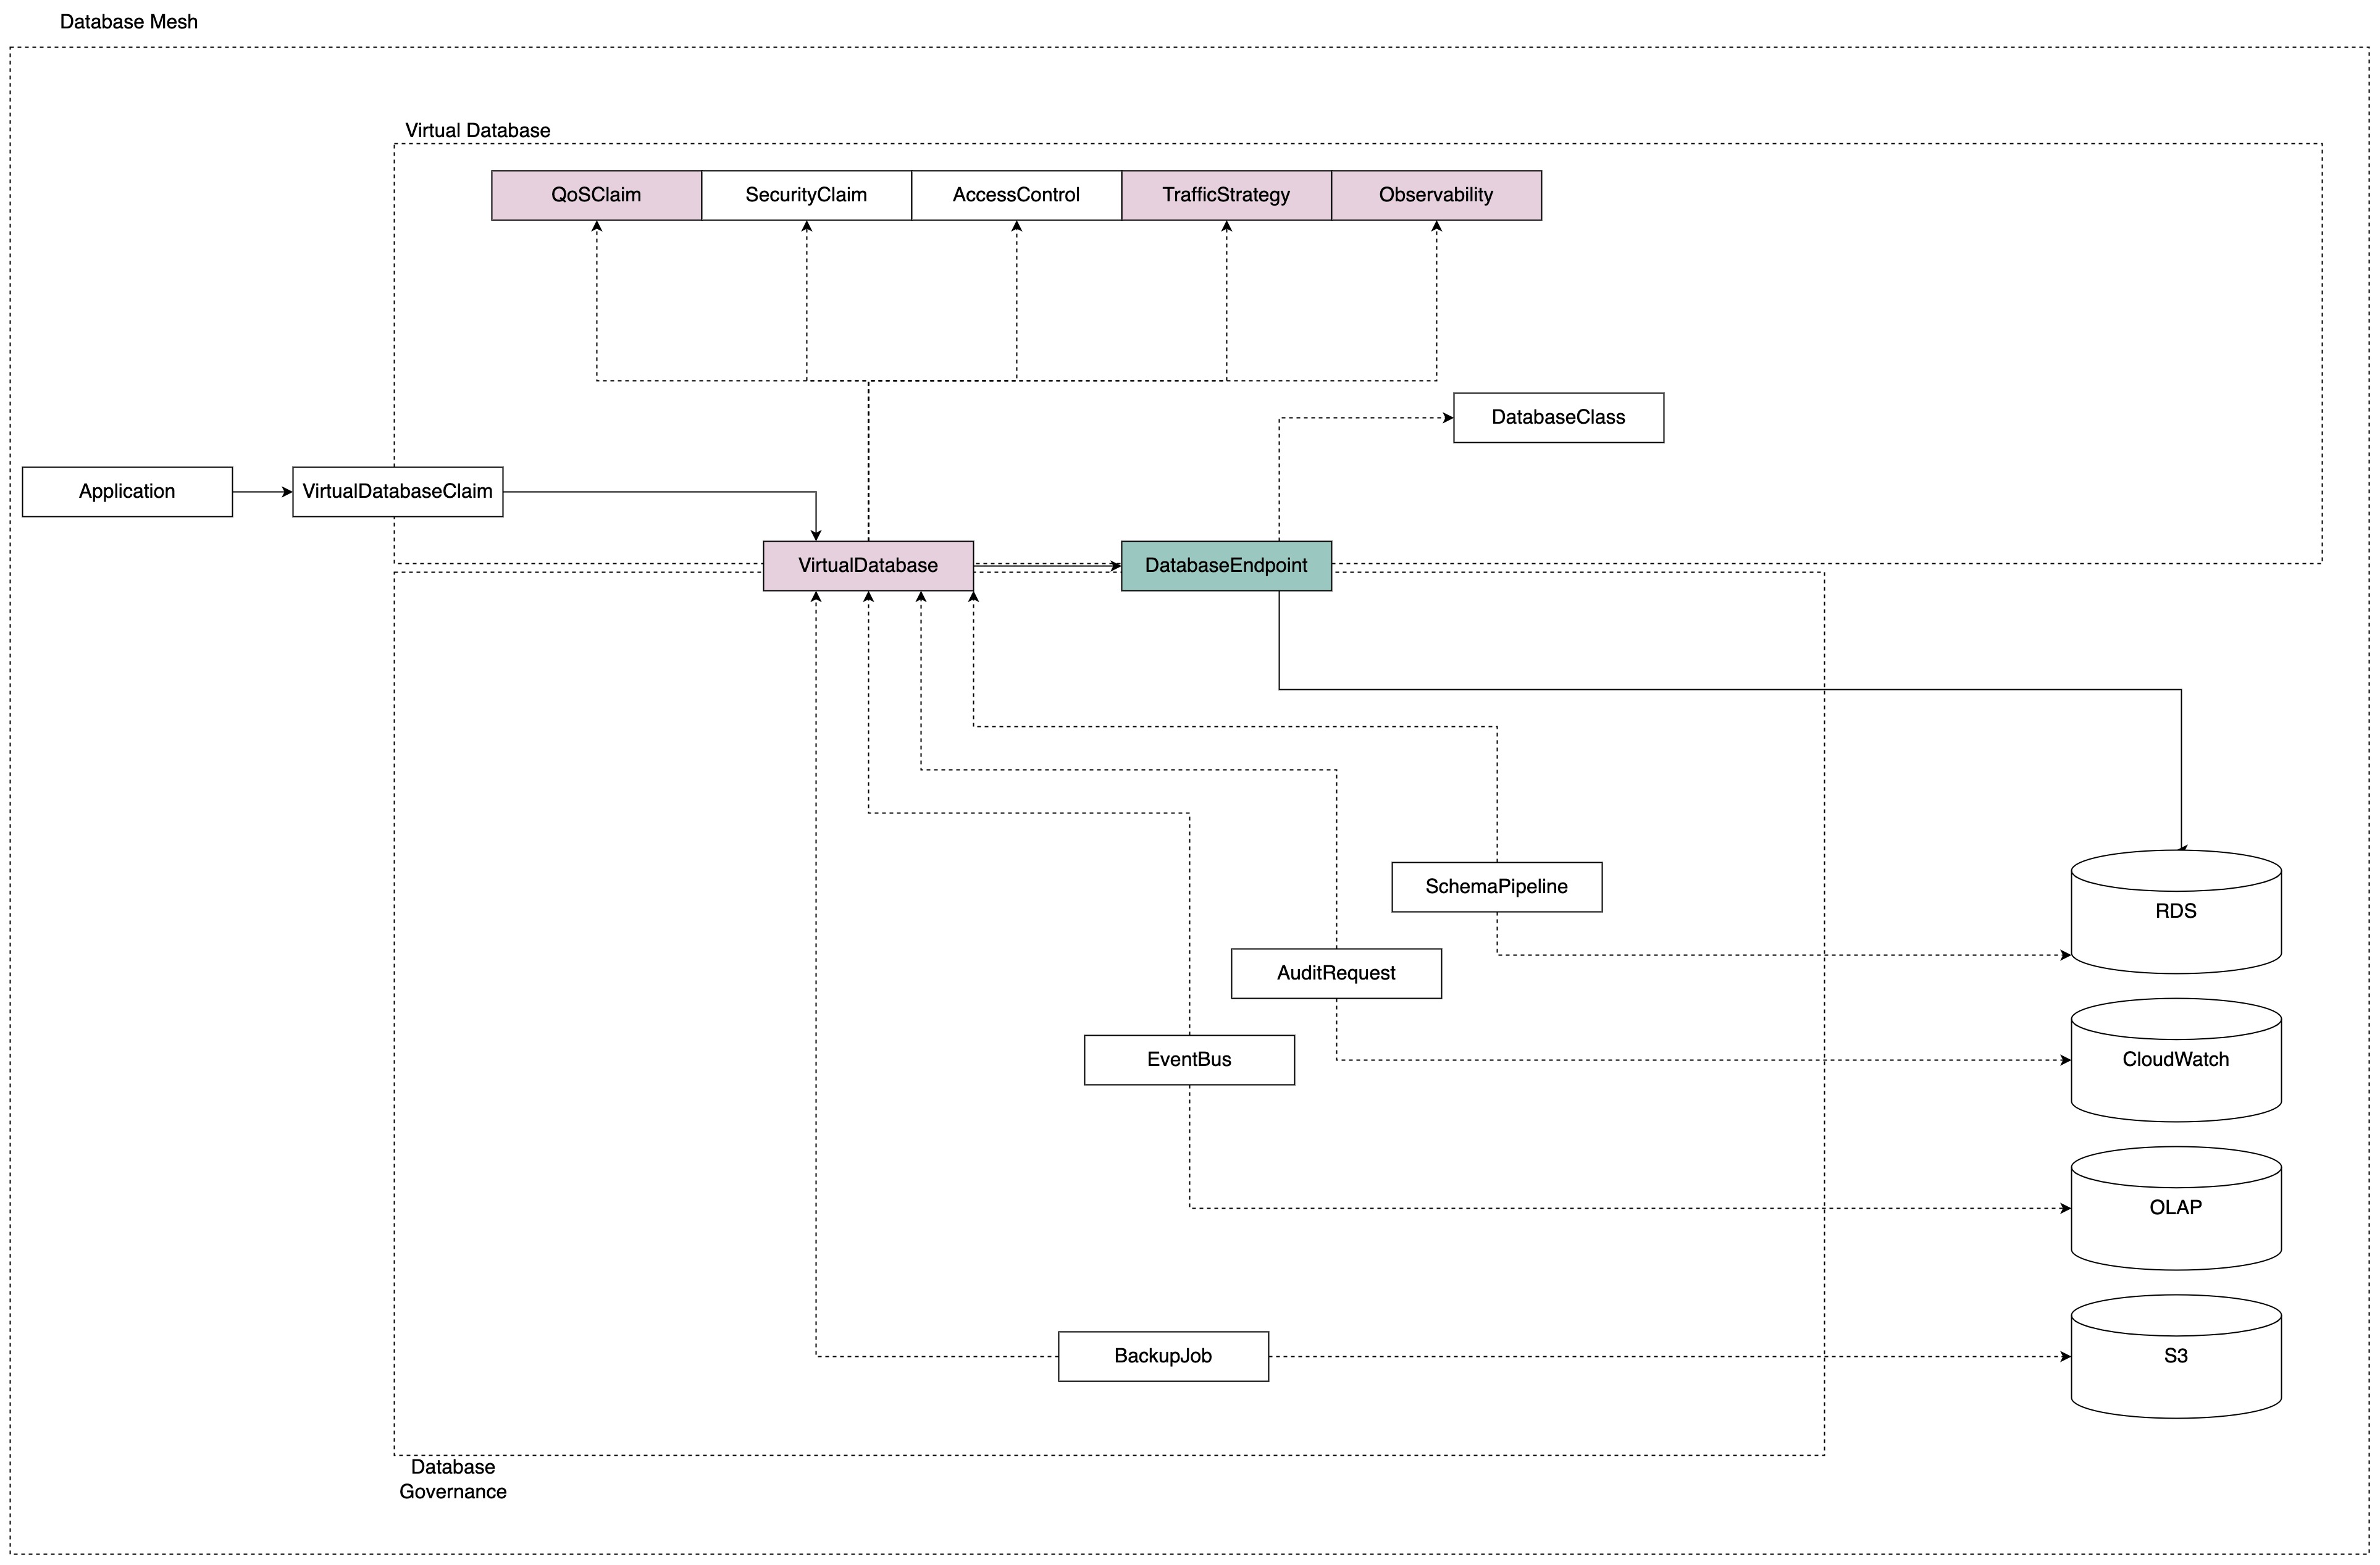 Database Mesh
Virtual Database
QoSClaim
SecurityClaim
AccessControl
TrafficStrategy
Observability
DatabaseClass
Application
VirtualDatabaseClaim
VirtualDatabase
DatabaseEndpoint
SchemaPipeline
RDS
AuditRequest
EventBus
CloudWatch
OLAP
BackupJob
S3
Database
Governance